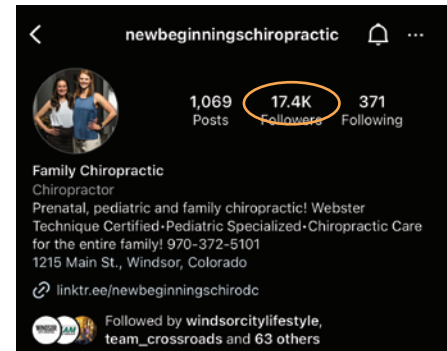 newbeginningschiropractic
1,069 17.4K 371
Posts Followers Following
Family Chiropractic
Chiropractor
Prenatal, pediatric and family chiropractic! Webster
Technique Certified•Pediatric Specialized•Chiropractic Care
for the entire family! 970-372-5101
1215 Main St., Windsor, Colorado
linktr.ee/newbeginningschirodc
Followed by windsorcitylifestyle,
team_crossroads and 63 others